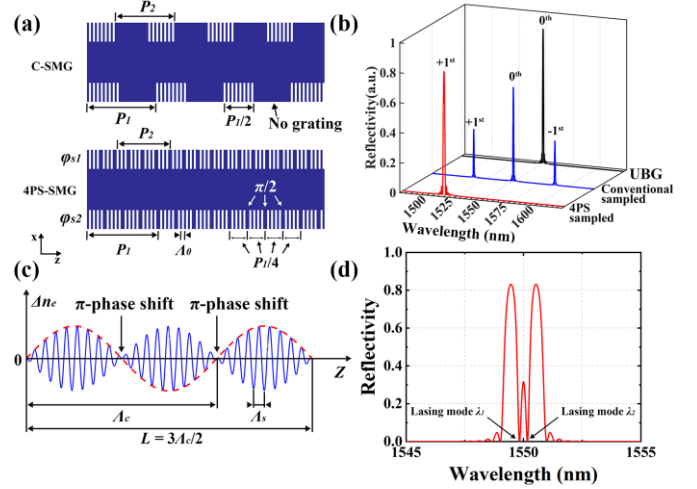 (a)
P2
C-SMG
P1
P1/2
No grating
P2
φs1
4PS-SMG
π/2
φs2
x
z
P1
Λ0
P1/4
(b)
Reflectivity(a.u.)
1
0.8
0.6
0.4
0.2
0
0th
+1st
0th
+1st
-1st
UBG
Conventional
sampled
4PS
sampled
1500
1525
1550
1575
1600
Wavelength (nm)
(c)
Δne
π-phase shift
π-phase shift
0
Z
Λc
Λs
L = 3Λc/2
(d)
Reflectivity
1.0
0.8
0.6
0.4
0.2
0.0
Lasing mode λ1
Lasing mode λ2
1545
1550
1555
Wavelength (nm)